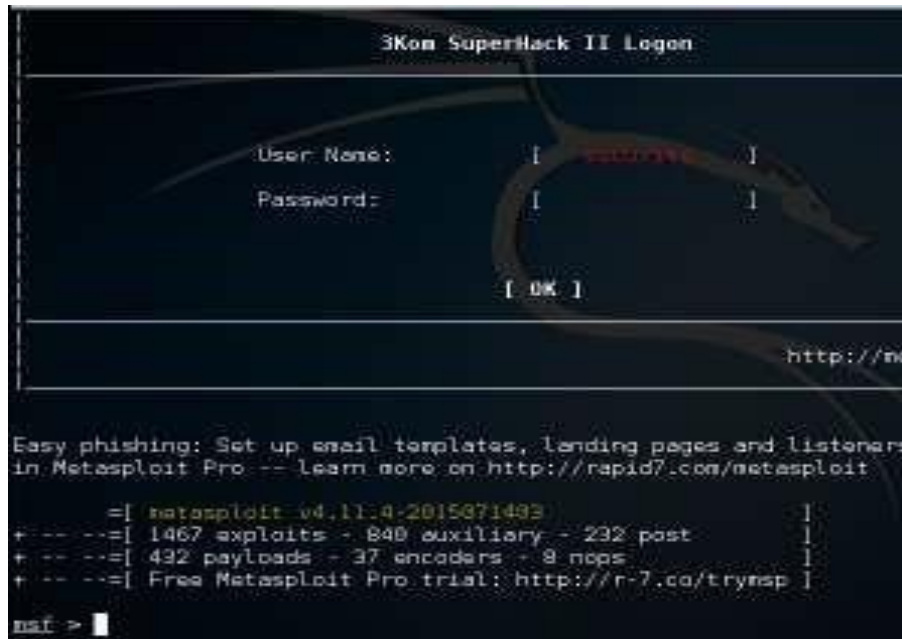 3Kom SuperHack II Logon
User Name: [ ]
Password: [ ]
[ OK ]
http://me
Easy phishing: Set up email templates, landing pages and listeners
in Metasploit Pro -- learn more on http://rapid7.com/metasploit
=[ metasploit v4.11.4-2015071403 ]
+ -- --=[ 1467 exploits - 840 auxiliary - 232 post ]
+ -- --=[ 432 payloads - 37 encoders - 8 nops ]
+ -- --=[ Free Metasploit Pro trial: http://r-7.co/trymsp ]
msf >